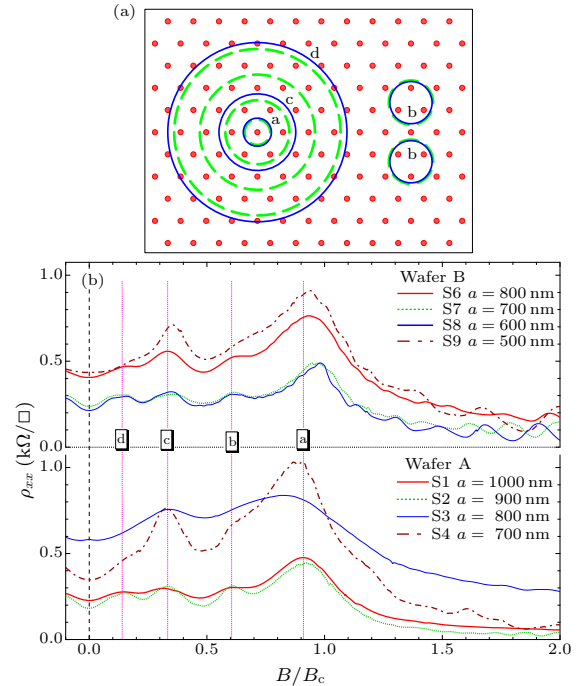 (a)
d
c
a
b
b
(b)
Wafer B
S6 a = 800 nm
S7 a = 700 nm
S8 a = 600 nm
S9 a = 500 nm
1.0
0.5
0.0
d
c
b
a
Wafer A
S1 a = 1000 nm
S2 a = 900 nm
S3 a = 800 nm
S4 a = 700 nm
1.0
0.5
0.0
ρxx (kΩ/□)
0.0 0.5 1.0 1.5 2.0
B/Bc